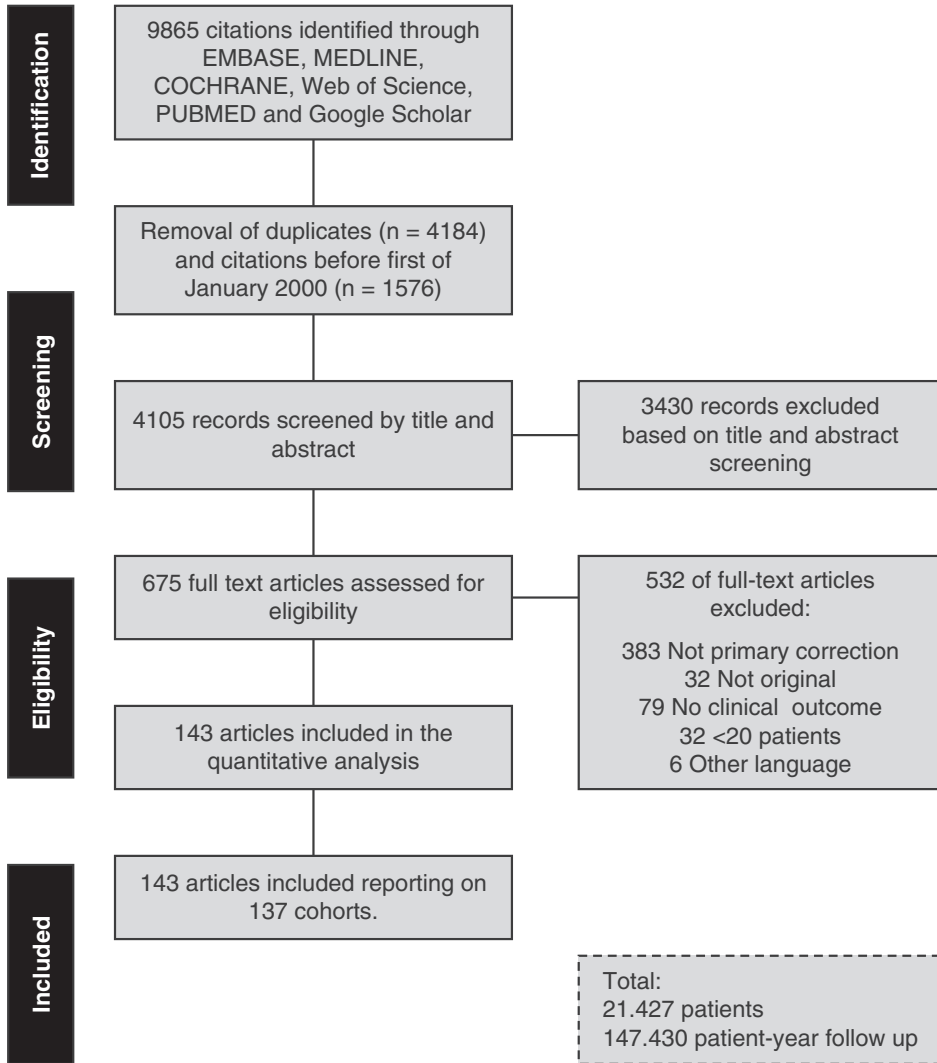 Identification
9865 citations identified through
EMBASE, MEDLINE,
COCHRANE, Web of Science,
PUBMED and Google Scholar
Removal of duplicates (n = 4184)
and citations before first of
January 2000 (n = 1576)
Screening
4105 records screened by title and
abstract
3430 records excluded
based on title and abstract
screening
Eligibility
675 full text articles assessed for
eligibility
532 of full-text articles
excluded:
383 Not primary correction
32 Not original
79 No clinical outcome
32 <20 patients
6 Other language
143 articles included in the
quantitative analysis
Included
143 articles included reporting on
137 cohorts.
Total:
21.427 patients
147.430 patient-year follow up